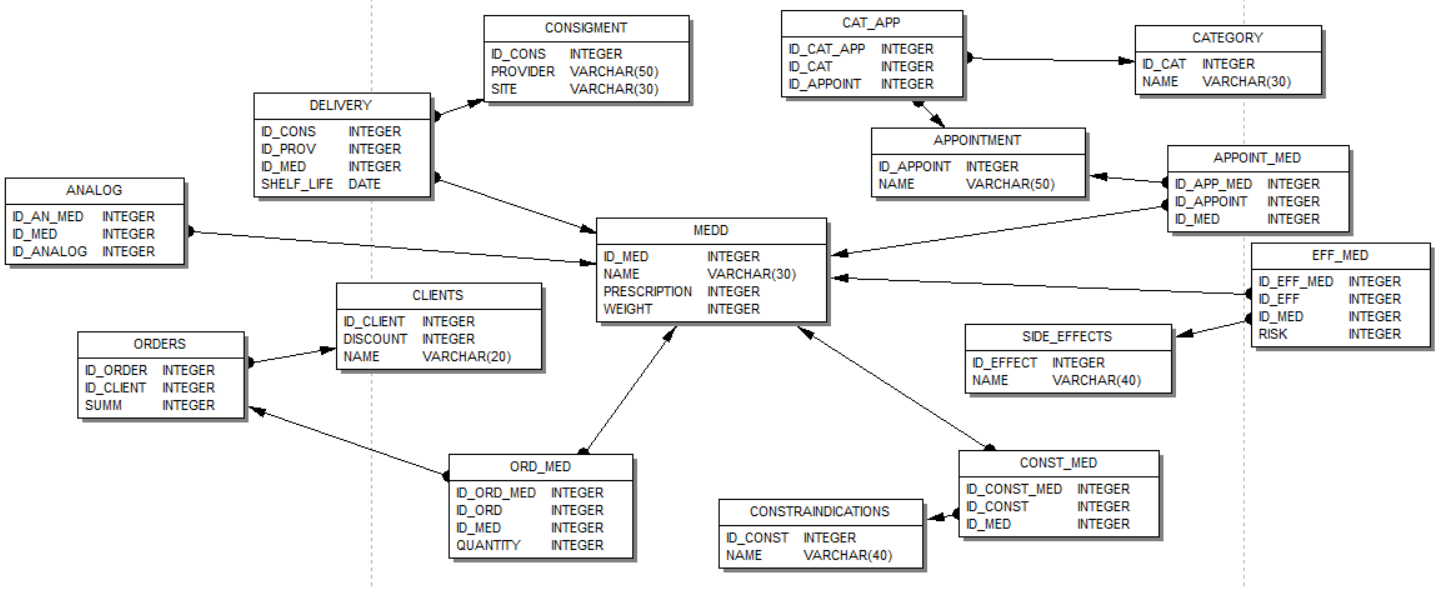 CONSIGMENT
ID_CONS INTEGER
PROVIDER VARCHAR(50)
SITE VARCHAR(30)
CAT_APP
ID_CAT_APP INTEGER
ID_CAT INTEGER
ID_APPOINT INTEGER
CATEGORY
ID_CAT INTEGER
NAME VARCHAR(30)
DELIVERY
ID_CONS INTEGER
ID_PROV INTEGER
ID_MED INTEGER
SHELF_LIFE DATE
APPOINTMENT
ID_APPOINT INTEGER
NAME VARCHAR(50)
APPOINT_MED
ID_APP_MED INTEGER
ID_APPOINT INTEGER
ID_MED INTEGER
ANALOG
ID_AN_MED INTEGER
ID_MED INTEGER
ID_ANALOG INTEGER
MEDD
ID_MED INTEGER
NAME VARCHAR(30)
PRESCRIPTION INTEGER
WEIGHT INTEGER
EFF_MED
ID_EFF_MED INTEGER
ID_EFF INTEGER
ID_MED INTEGER
RISK INTEGER
CLIENTS
ID_CLIENT INTEGER
DISCOUNT INTEGER
NAME VARCHAR(20)
SIDE_EFFECTS
ID_EFFECT INTEGER
NAME VARCHAR(40)
ORDERS
ID_ORDER INTEGER
ID_CLIENT INTEGER
SUMM INTEGER
ORD_MED
ID_ORD_MED INTEGER
ID_ORD INTEGER
ID_MED INTEGER
QUANTITY INTEGER
CONST_MED
ID_CONST_MED INTEGER
ID_CONST INTEGER
ID_MED INTEGER
CONSTRAINDICATIONS
ID_CONST INTEGER
NAME VARCHAR(40)